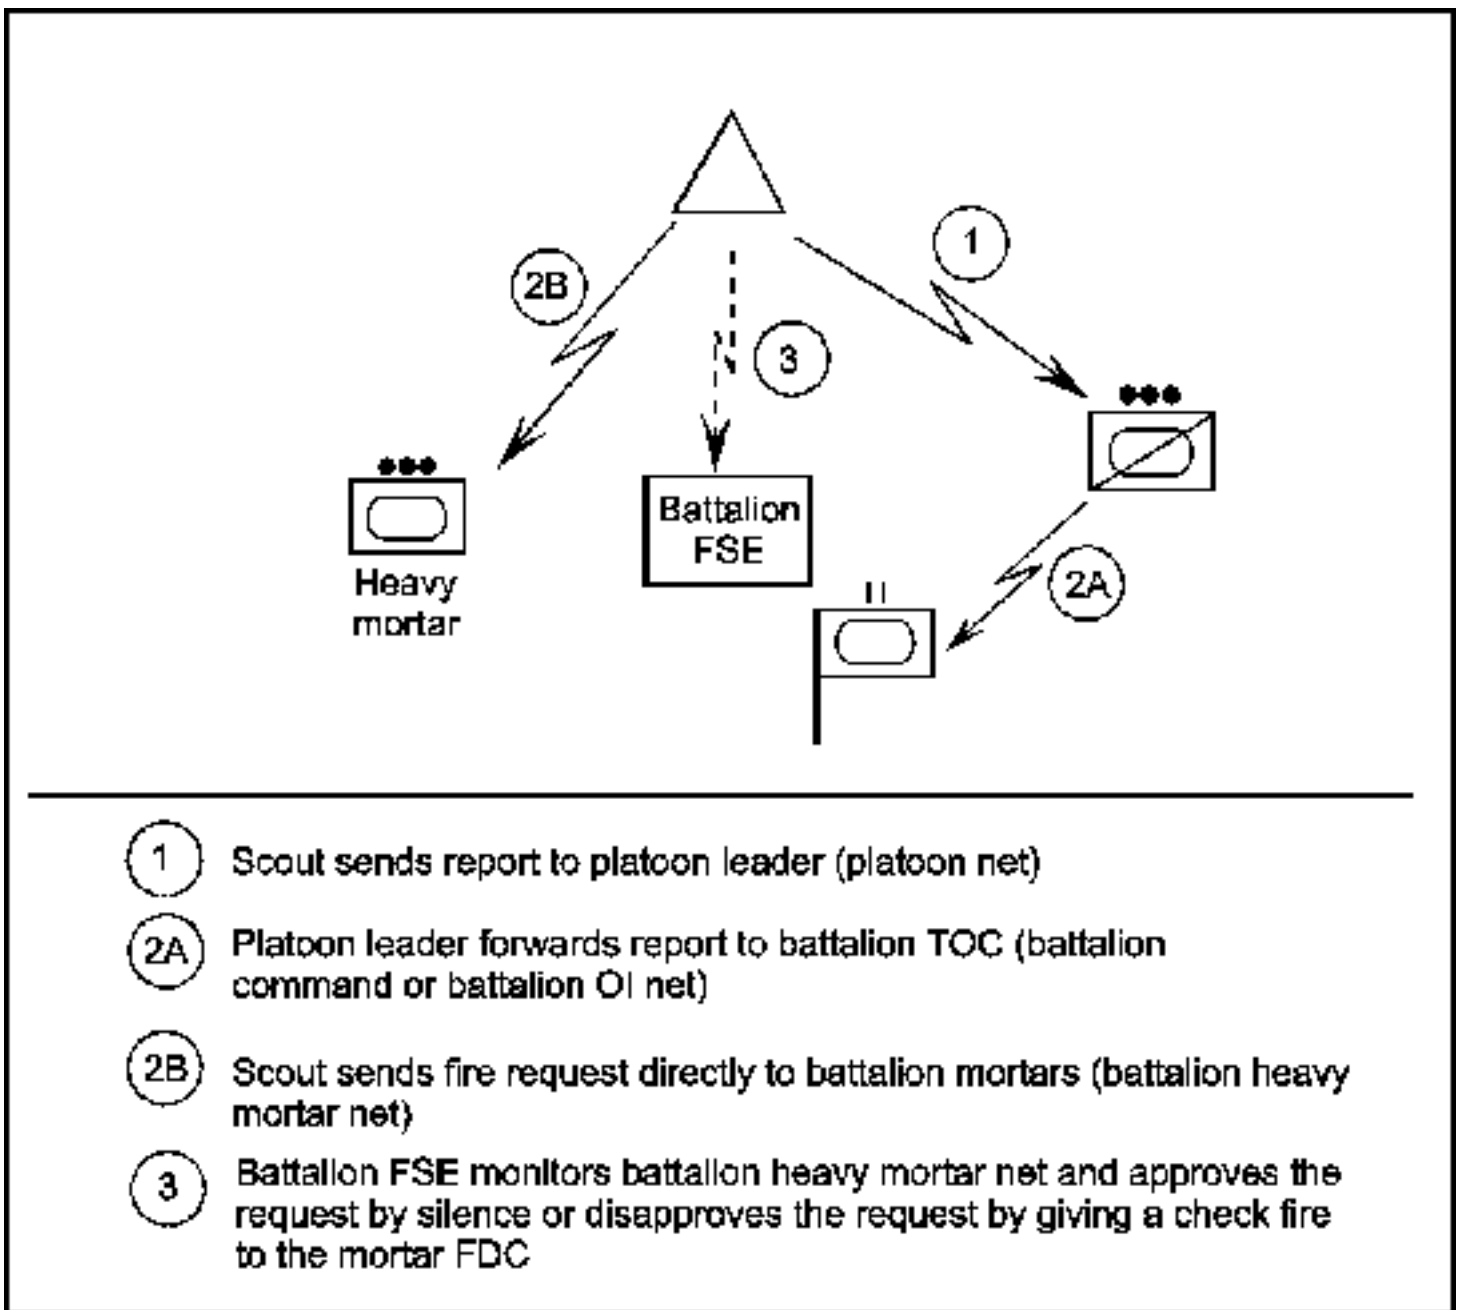 1
2B
3
Heavy
mortar
Battalion
FSE
2A
1 Scout sends report to platoon leader (platoon net)
2A Platoon leader forwards report to battalion TOC (battalion
command or battalion OI net)
2B Scout sends fire request directly to battalion mortars (battalion heavy
mortar net)
3 Battalion FSE monitors battalion heavy mortar net and approves the
request by silence or disapproves the request by giving a check fire
to the mortar FDC